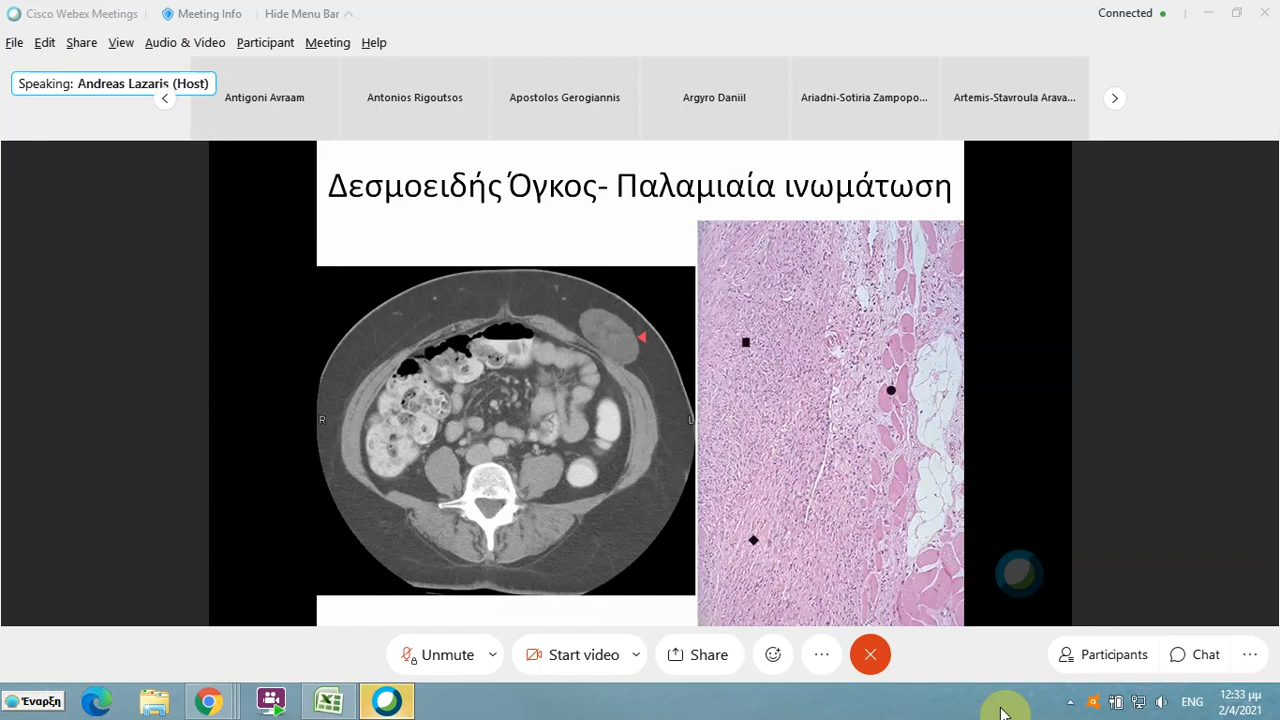 Cisco Webex Meetings
Meeting Info
Hide Menu Bar
Connected
File Edit Share View Audio & Video Participant Meeting Help
Speaking: Andreas Lazaris (Host)
Antigoni Avraam
Antonios Rigoutsos
Apostolos Gerogiannis
Argyro Daniil
Ariadni-Sotiria Zampopo...
Artemis-Stavroula Arava...
Δεσμοειδής Όγκος- Παλαμιαία ινωμάτωση
R
L
Unmute
Start video
Share
Participants
Chat
Έναρξη
ENG
12:33 μμ
2/4/2021